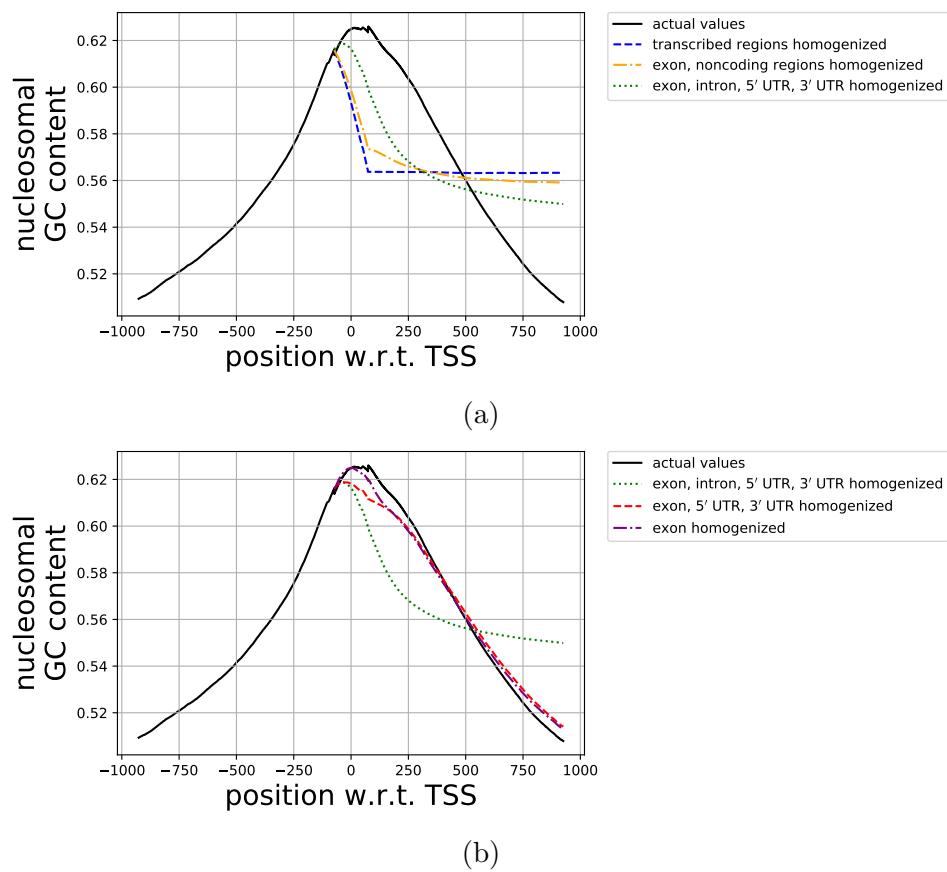 0.62
0.60
0.58
0.56
0.54
0.52
nucleosomal
GC content
−1000 −750 −500 −250 0 250 500 750 1000
position w.r.t. TSS
actual values
transcribed regions homogenized
exon, noncoding regions homogenized
exon, intron, 5′ UTR, 3′ UTR homogenized
(a)
0.62
0.60
0.58
0.56
0.54
0.52
nucleosomal
GC content
−1000 −750 −500 −250 0 250 500 750 1000
position w.r.t. TSS
actual values
exon, intron, 5′ UTR, 3′ UTR homogenized
exon, 5′ UTR, 3′ UTR homogenized
exon homogenized
(b)